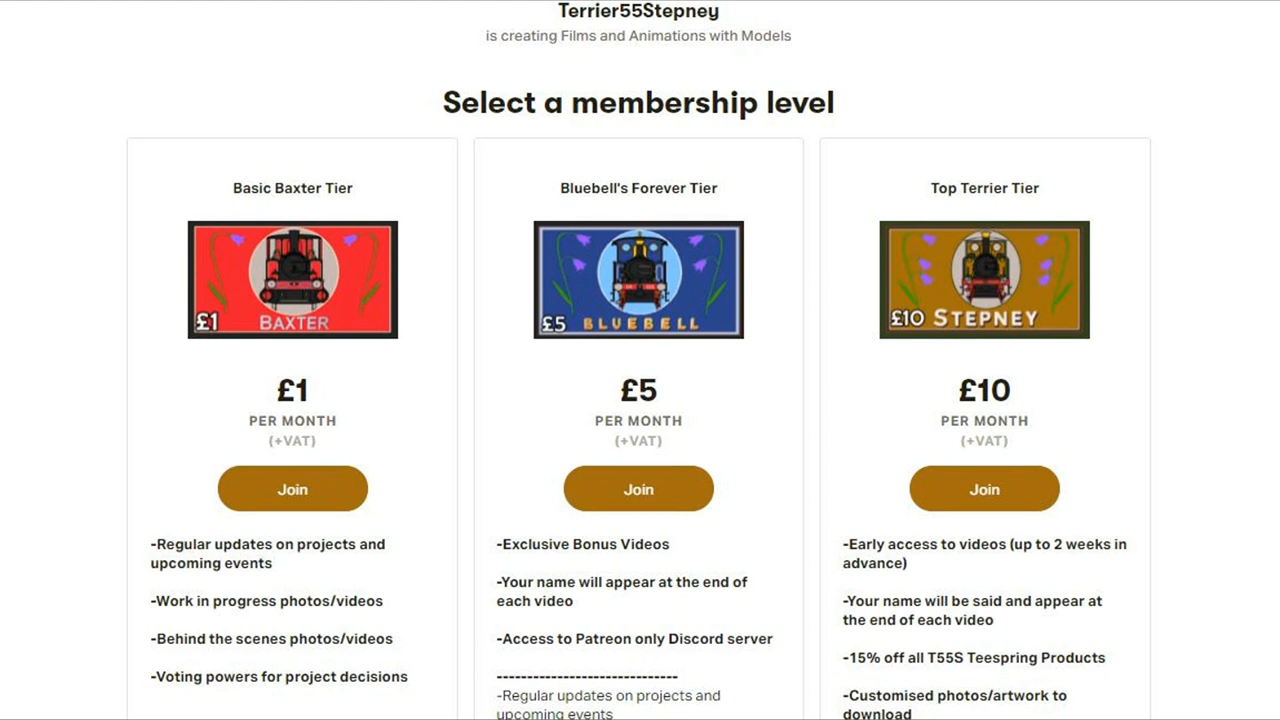 Terrier55Stepney
is creating Films and Animations with Models
Select a membership level
Basic Baxter Tier
£1 BAXTER
£1
PER MONTH
(+VAT)
Join
-Regular updates on projects and
upcoming events
-Work in progress photos/videos
-Behind the scenes photos/videos
-Voting powers for project decisions
Bluebell's Forever Tier
£5 BLUEBELL
£5
PER MONTH
(+VAT)
Join
-Exclusive Bonus Videos
-Your name will appear at the end of
each video
-Access to Patreon only Discord server
------------------------------
-Regular updates on projects and
upcoming events
Top Terrier Tier
£10 STEPNEY
£10
PER MONTH
(+VAT)
Join
-Early access to videos (up to 2 weeks in
advance)
-Your name will be said and appear at
the end of each video
-15% off all T55S Teespring Products
-Customised photos/artwork to
download